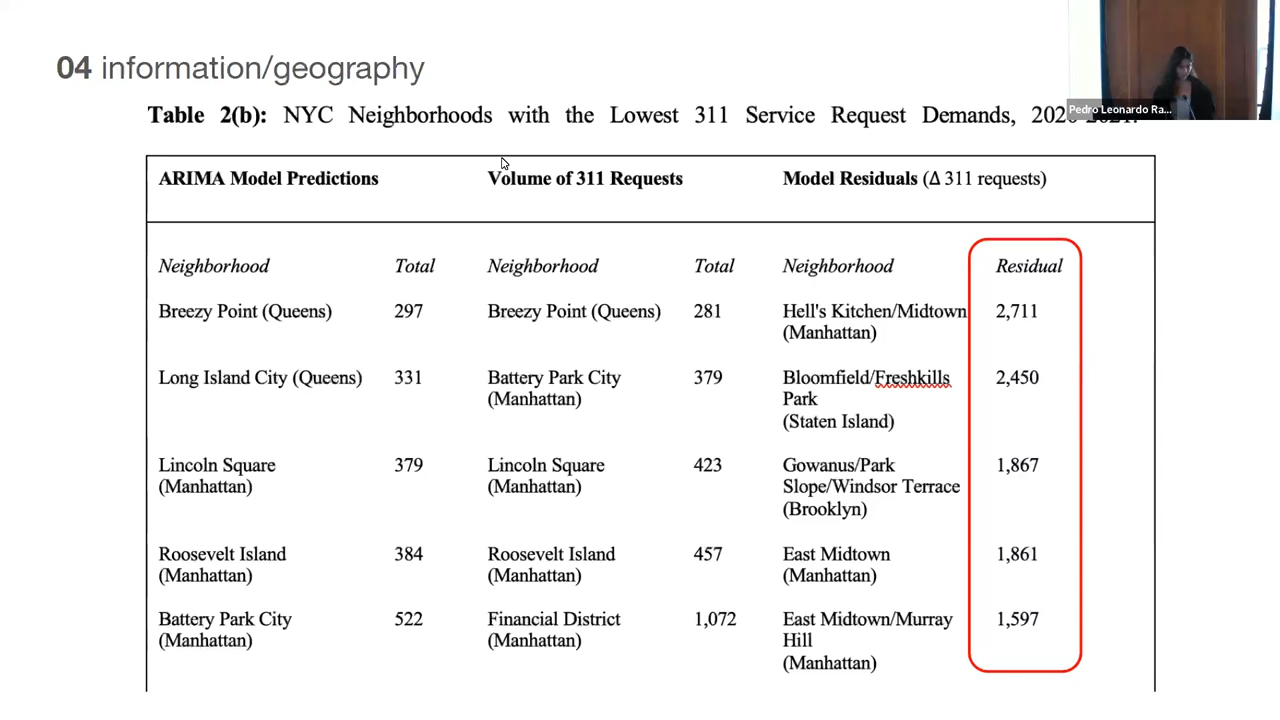 04 information/geography
Pedro Leonardo Ra...
Table 2(b): NYC Neighborhoods with the Lowest 311 Service Request Demands, 2020-2021.
ARIMA Model Predictions Volume of 311 Requests Model Residuals (Δ 311 requests)
Neighborhood Total Neighborhood Total Neighborhood Residual
Breezy Point (Queens) 297 Breezy Point (Queens) 281 Hell's Kitchen/Midtown 2,711
(Manhattan)
Long Island City (Queens) 331 Battery Park City 379 Bloomfield/Freshkills 2,450
(Manhattan) Park
(Staten Island)
Lincoln Square 379 Lincoln Square 423 Gowanus/Park 1,867
(Manhattan) (Manhattan) Slope/Windsor Terrace
(Brooklyn)
Roosevelt Island 384 Roosevelt Island 457 East Midtown 1,861
(Manhattan) (Manhattan) (Manhattan)
Battery Park City 522 Financial District 1,072 East Midtown/Murray 1,597
(Manhattan) (Manhattan) Hill
(Manhattan)